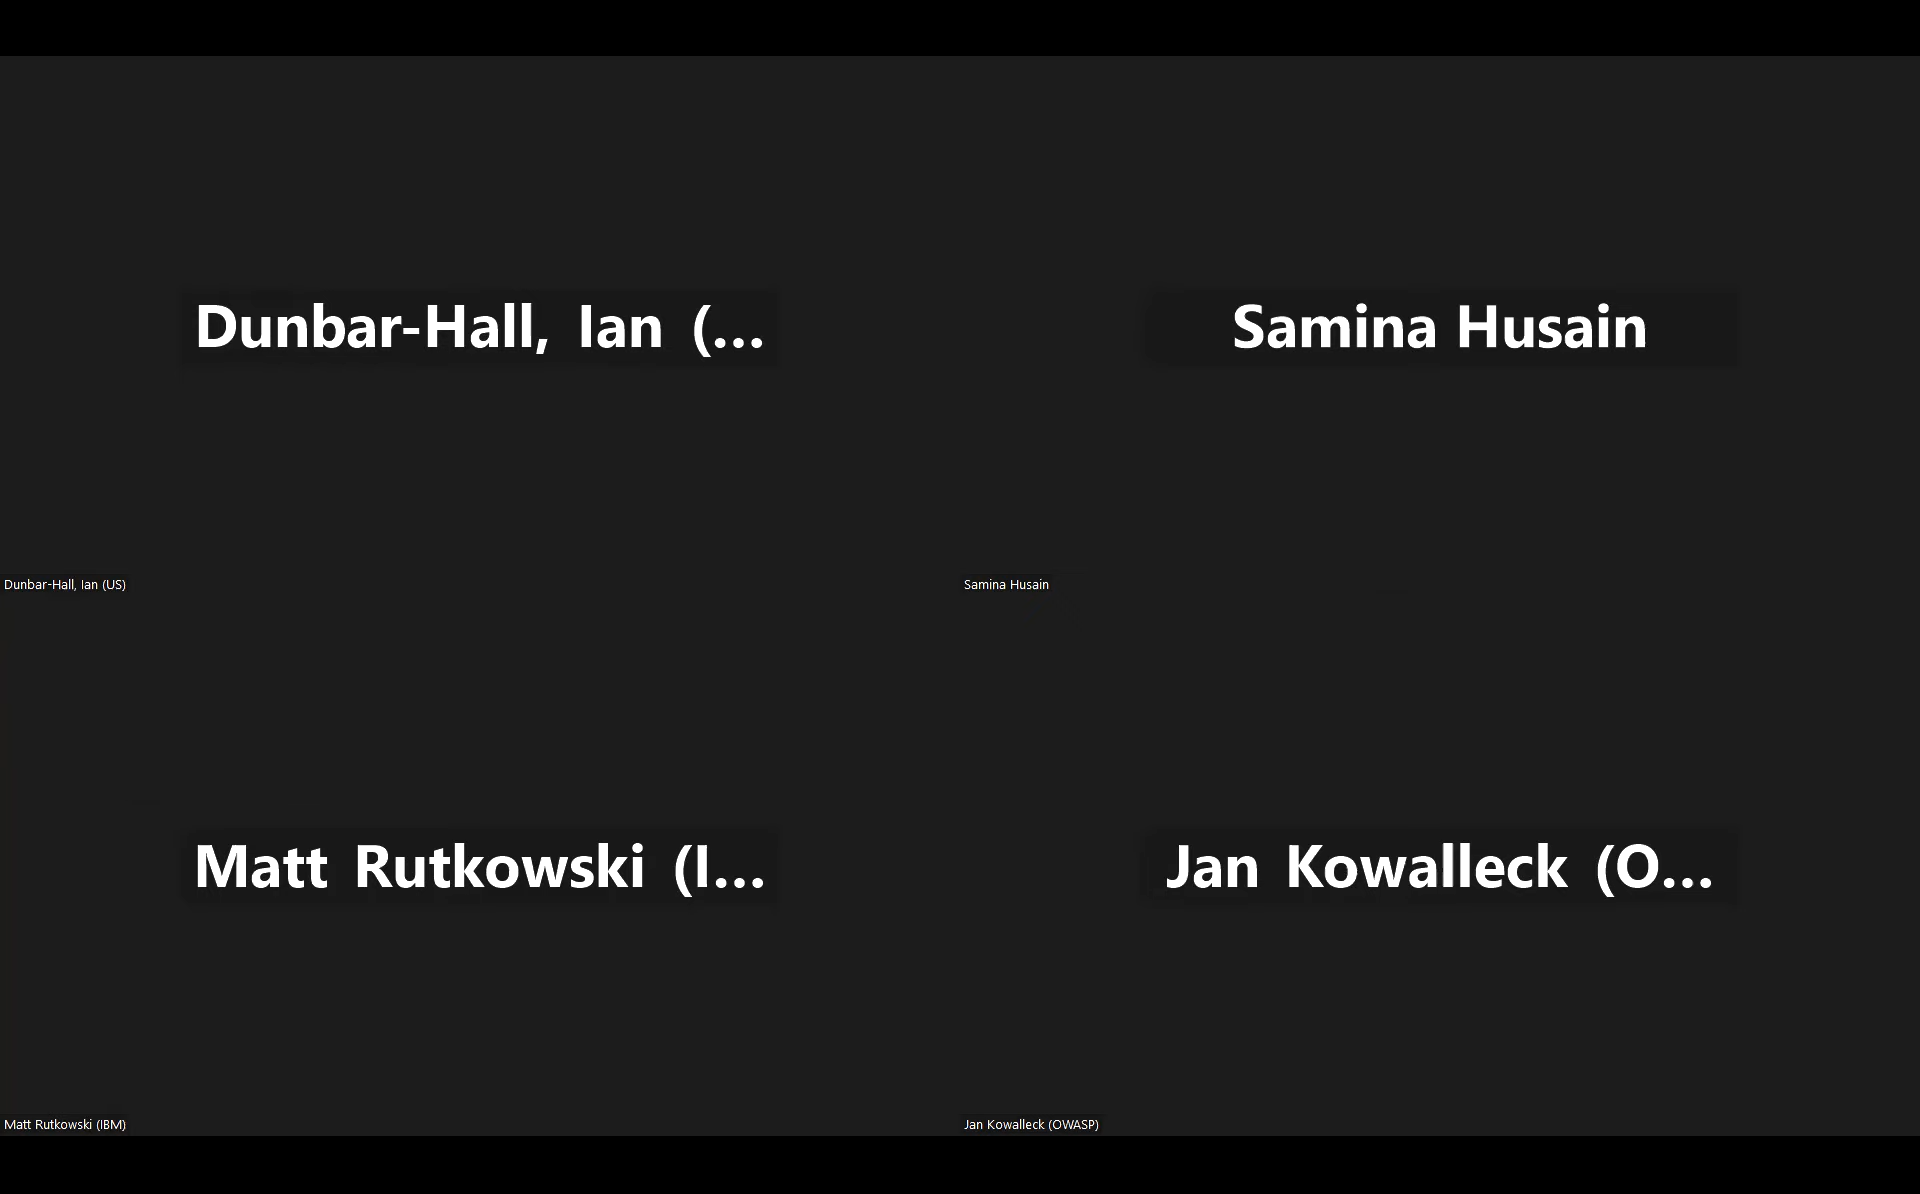 Dunbar-Hall, Ian (...
Samina Husain
Dunbar-Hall, Ian (US)
Samina Husain
Matt Rutkowski (I...
Jan Kowalleck (O...
Matt Rutkowski (IBM)
Jan Kowalleck (OWASP)